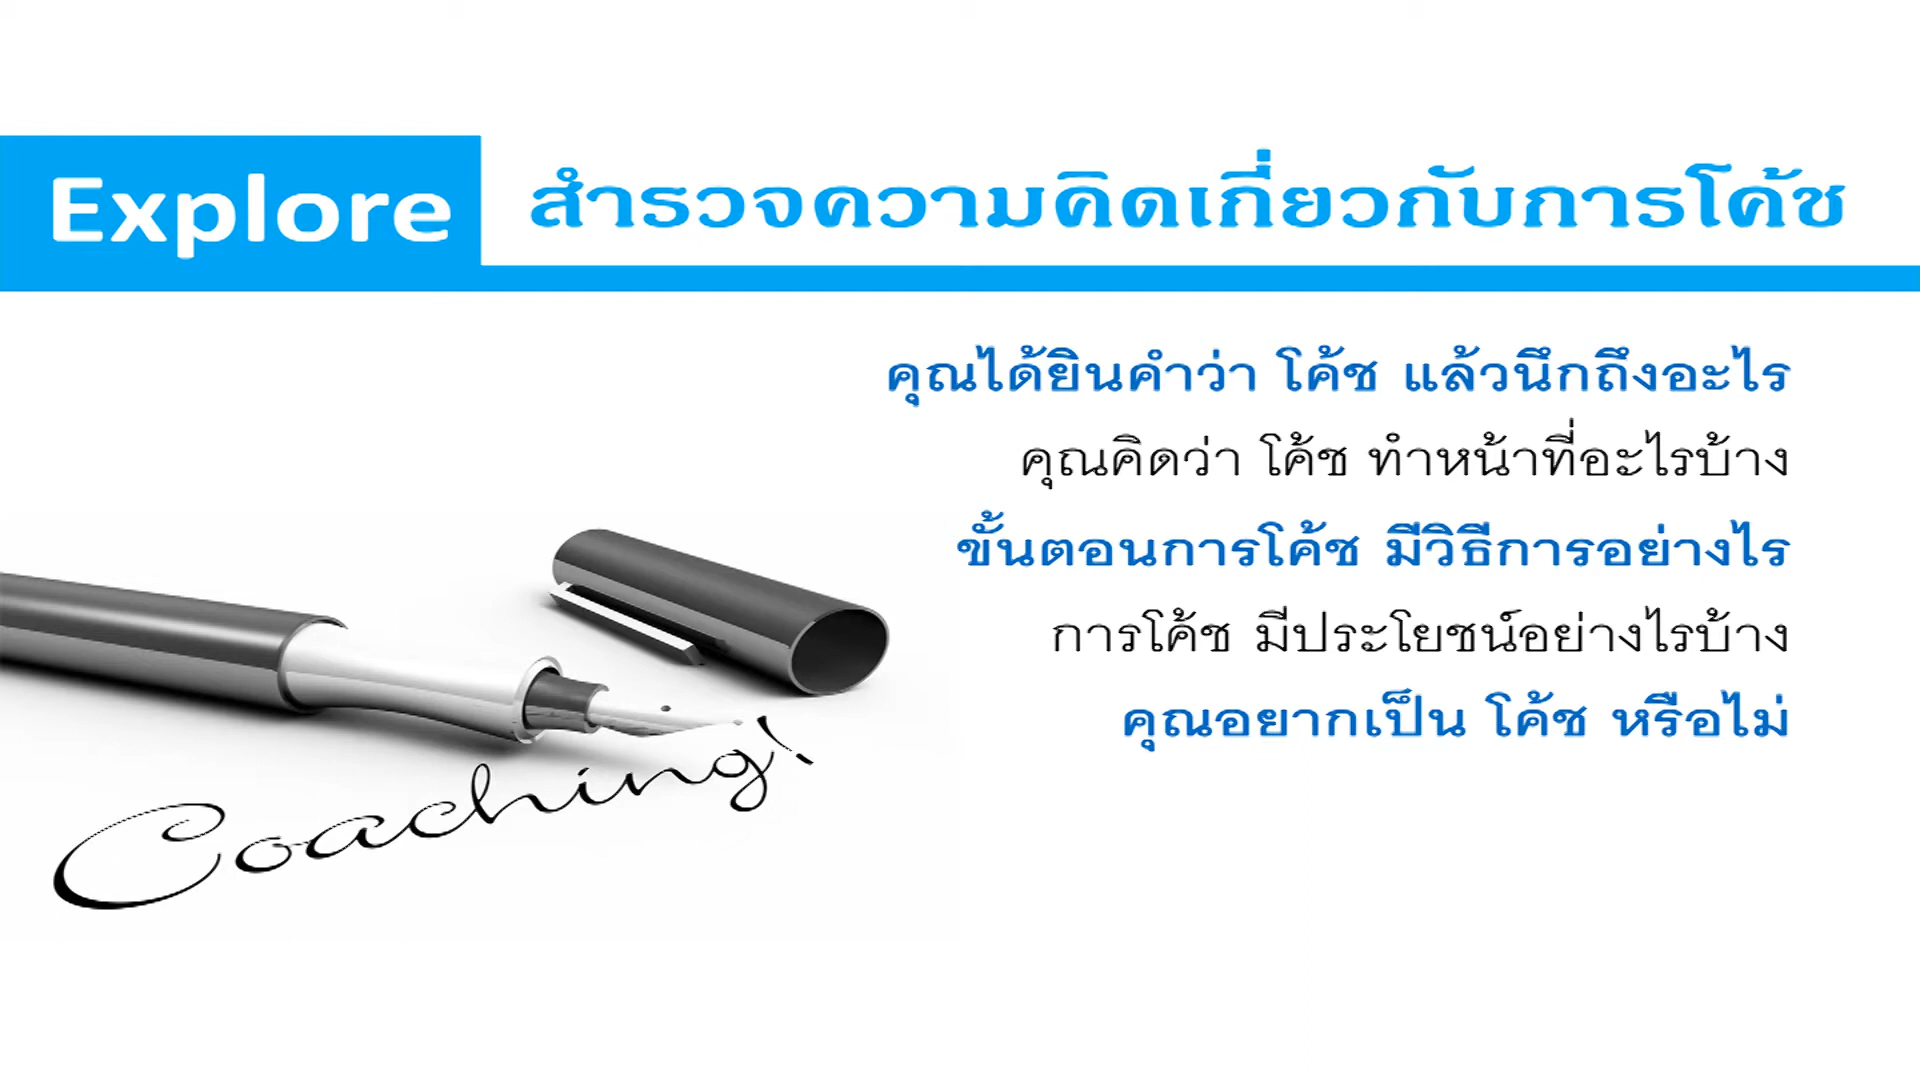 Explore สำรวจความคิดเกี่ยวกับการโค้ช
คุณได้ยินคำว่า โค้ช แล้วนึกถึงอะไร
คุณคิดว่า โค้ช ทำหน้าที่อะไรบ้าง
ขั้นตอนการโค้ช มีวิธีการอย่างไร
การโค้ช มีประโยชน์อย่างไรบ้าง
คุณอยากเป็น โค้ช หรือไม่
Coaching!